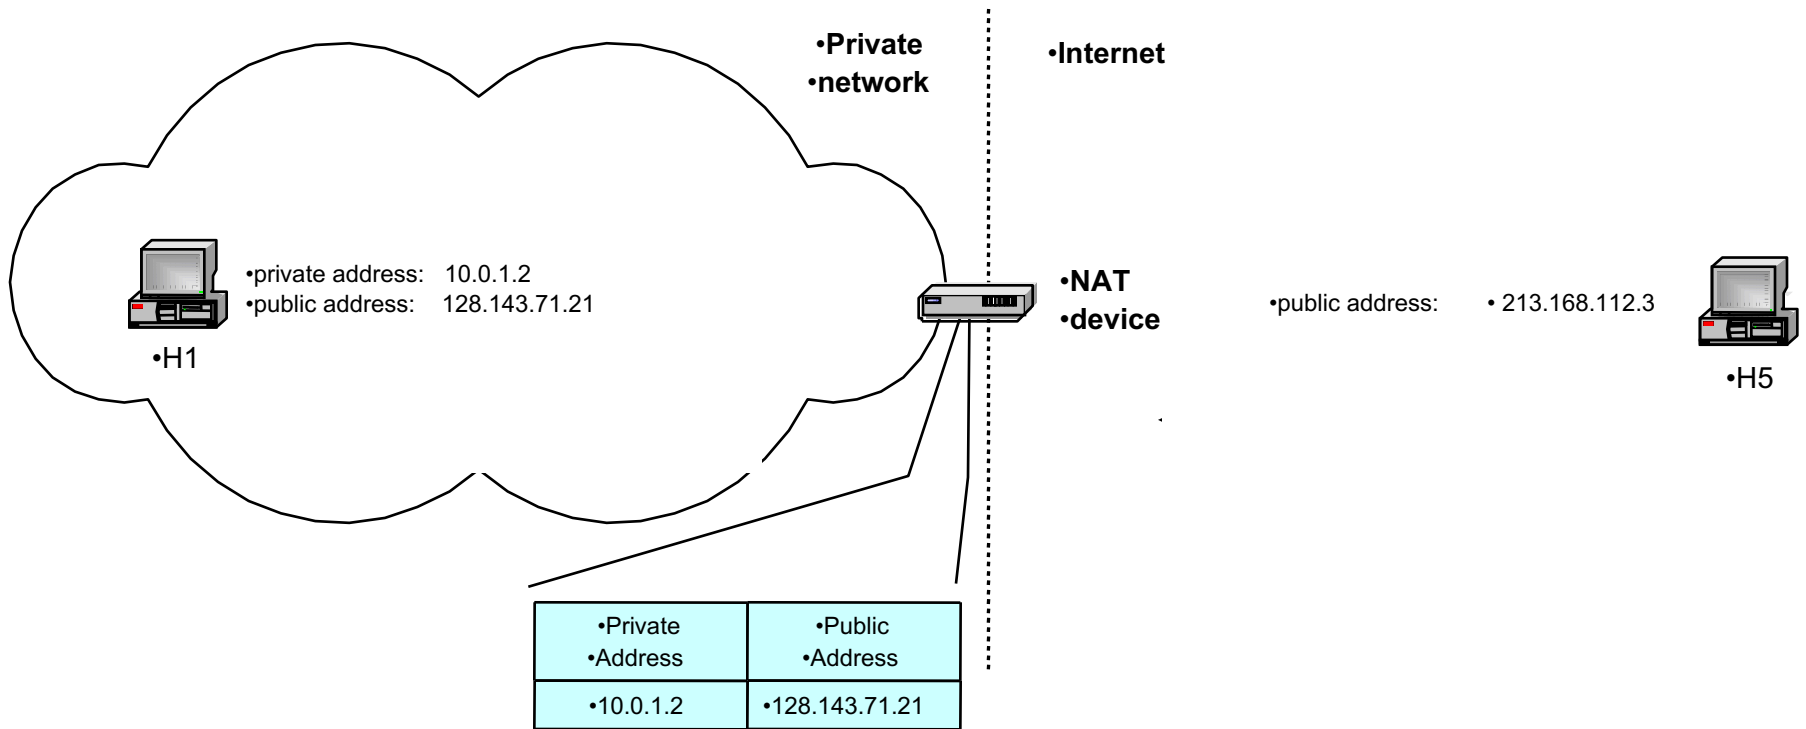 •Private
•network
•Internet
•private address: 10.0.1.2
•public address: 128.143.71.21
•H1
•NAT
•device
•public address: • 213.168.112.3
•H5
•Private
•Address
•Public
•Address
•10.0.1.2
•128.143.71.21